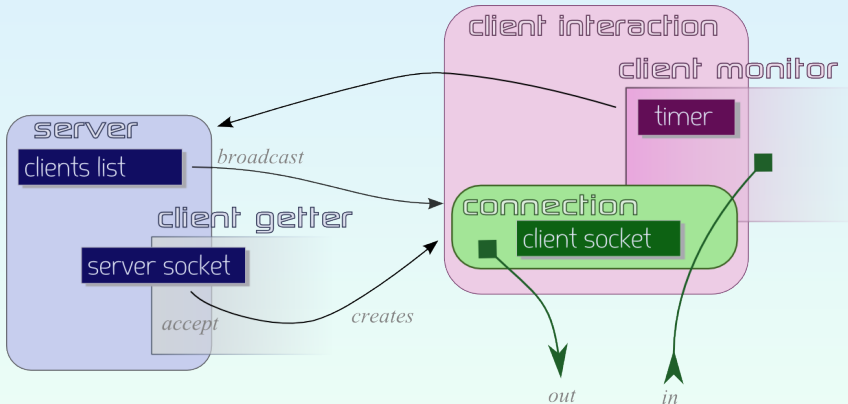 client interaction
client monitor
timer
server
clients list
broadcast
connection
client socket
client getter
server socket
accept
creates
out
in